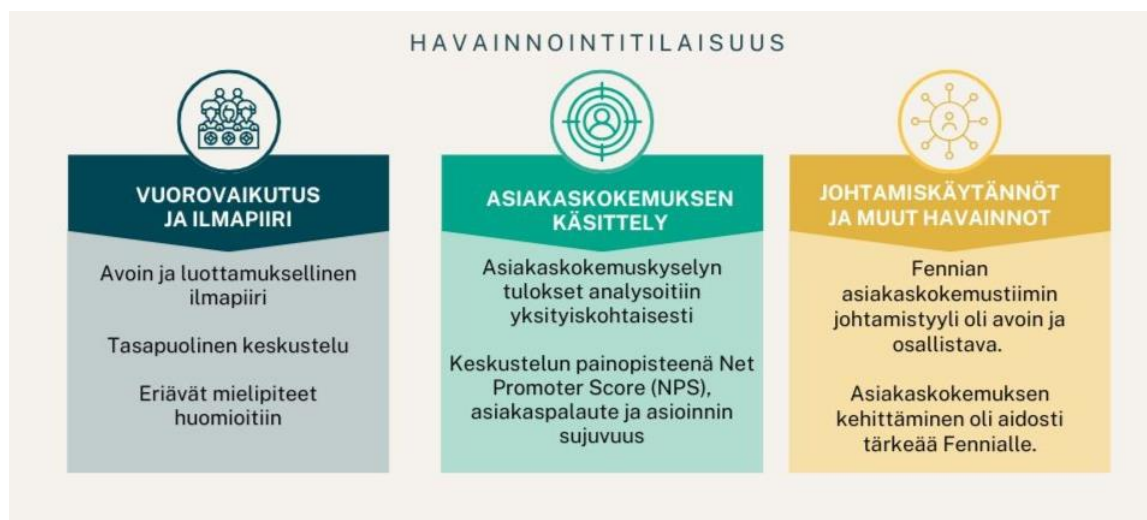 HAVAINNOINTITILAISUUS
VUOROVAIKUTUS
JA ILMAPIIRI
Avoin ja luottamuksellinen
ilmapiiri
Tasapuolinen keskustelu
Eriävät mielipiteet
huomioitiin
ASIAKASKOKEMUKSEN
KÄSITTELY
Asiakaskokemuskyselyn
tulokset analysoitiin
yksityiskohtaisesti
Keskustelun painopisteenä Net
Promoter Score (NPS),
asiakaspalaute ja asioinnin
sujuvuus
JOHTAMISKÄYTÄNNÖT
JA MUUT HAVAINNOT
Fennian
asiakaskokemustiimin
johtamistyyli oli avoin ja
osallistava.
Asiakaskokemuksen
kehittäminen oli aidosti
tärkeää Fennialle.